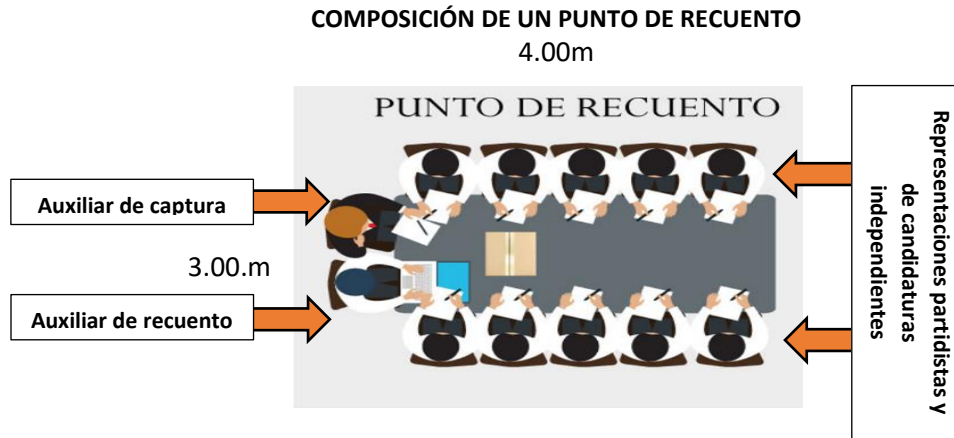 COMPOSICIÓN DE UN PUNTO DE RECUENTO
4.00m
PUNTO DE RECUENTO
Auxiliar de captura
3.00.m
Auxiliar de recuento
Representaciones partidistas y
de candidaturas
independientes